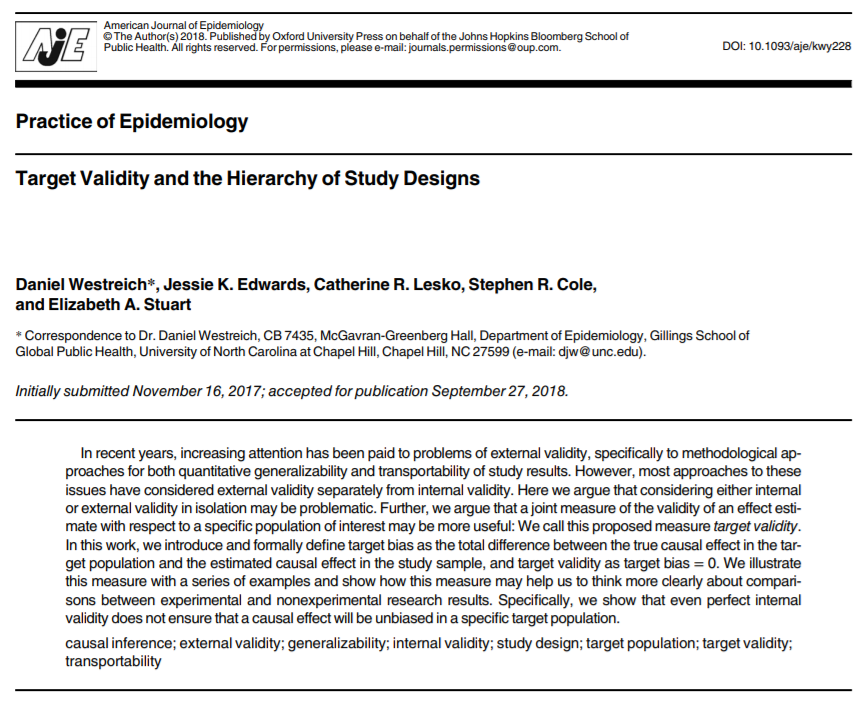 AJE
American Journal of Epidemiology
© The Author(s) 2018. Published by Oxford University Press on behalf of the Johns Hopkins Bloomberg School of
Public Health. All rights reserved. For permissions, please e-mail: journals.permissions@oup.com.
DOI: 10.1093/aje/kwy228
Practice of Epidemiology
Target Validity and the Hierarchy of Study Designs
Daniel Westreich*, Jessie K. Edwards, Catherine R. Lesko, Stephen R. Cole,
and Elizabeth A. Stuart
* Correspondence to Dr. Daniel Westreich, CB 7435, McGavran-Greenberg Hall, Department of Epidemiology, Gillings School of
Global Public Health, University of North Carolina at Chapel Hill, Chapel Hill, NC 27599 (e-mail: djw@unc.edu).
Initially submitted November 16, 2017; accepted for publication September 27, 2018.
In recent years, increasing attention has been paid to problems of external validity, specifically to methodological ap-
proaches for both quantitative generalizability and transportability of study results. However, most approaches to these
issues have considered external validity separately from internal validity. Here we argue that considering either internal
or external validity in isolation may be problematic. Further, we argue that a joint measure of the validity of an effect esti-
mate with respect to a specific population of interest may be more useful: We call this proposed measure target validity.
In this work, we introduce and formally define target bias as the total difference between the true causal effect in the tar-
get population and the estimated causal effect in the study sample, and target validity as target bias = 0. We illustrate
this measure with a series of examples and show how this measure may help us to think more clearly about compari-
sons between experimental and nonexperimental research results. Specifically, we show that even perfect internal
validity does not ensure that a causal effect will be unbiased in a specific target population.
causal inference; external validity; generalizability; internal validity; study design; target population; target validity;
transportability